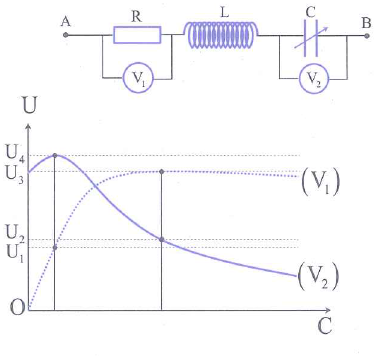 A R L C B
V₁ V₂
U
U₄
U₃
(V₁)
U₂
U₁
(V₂)
O
C